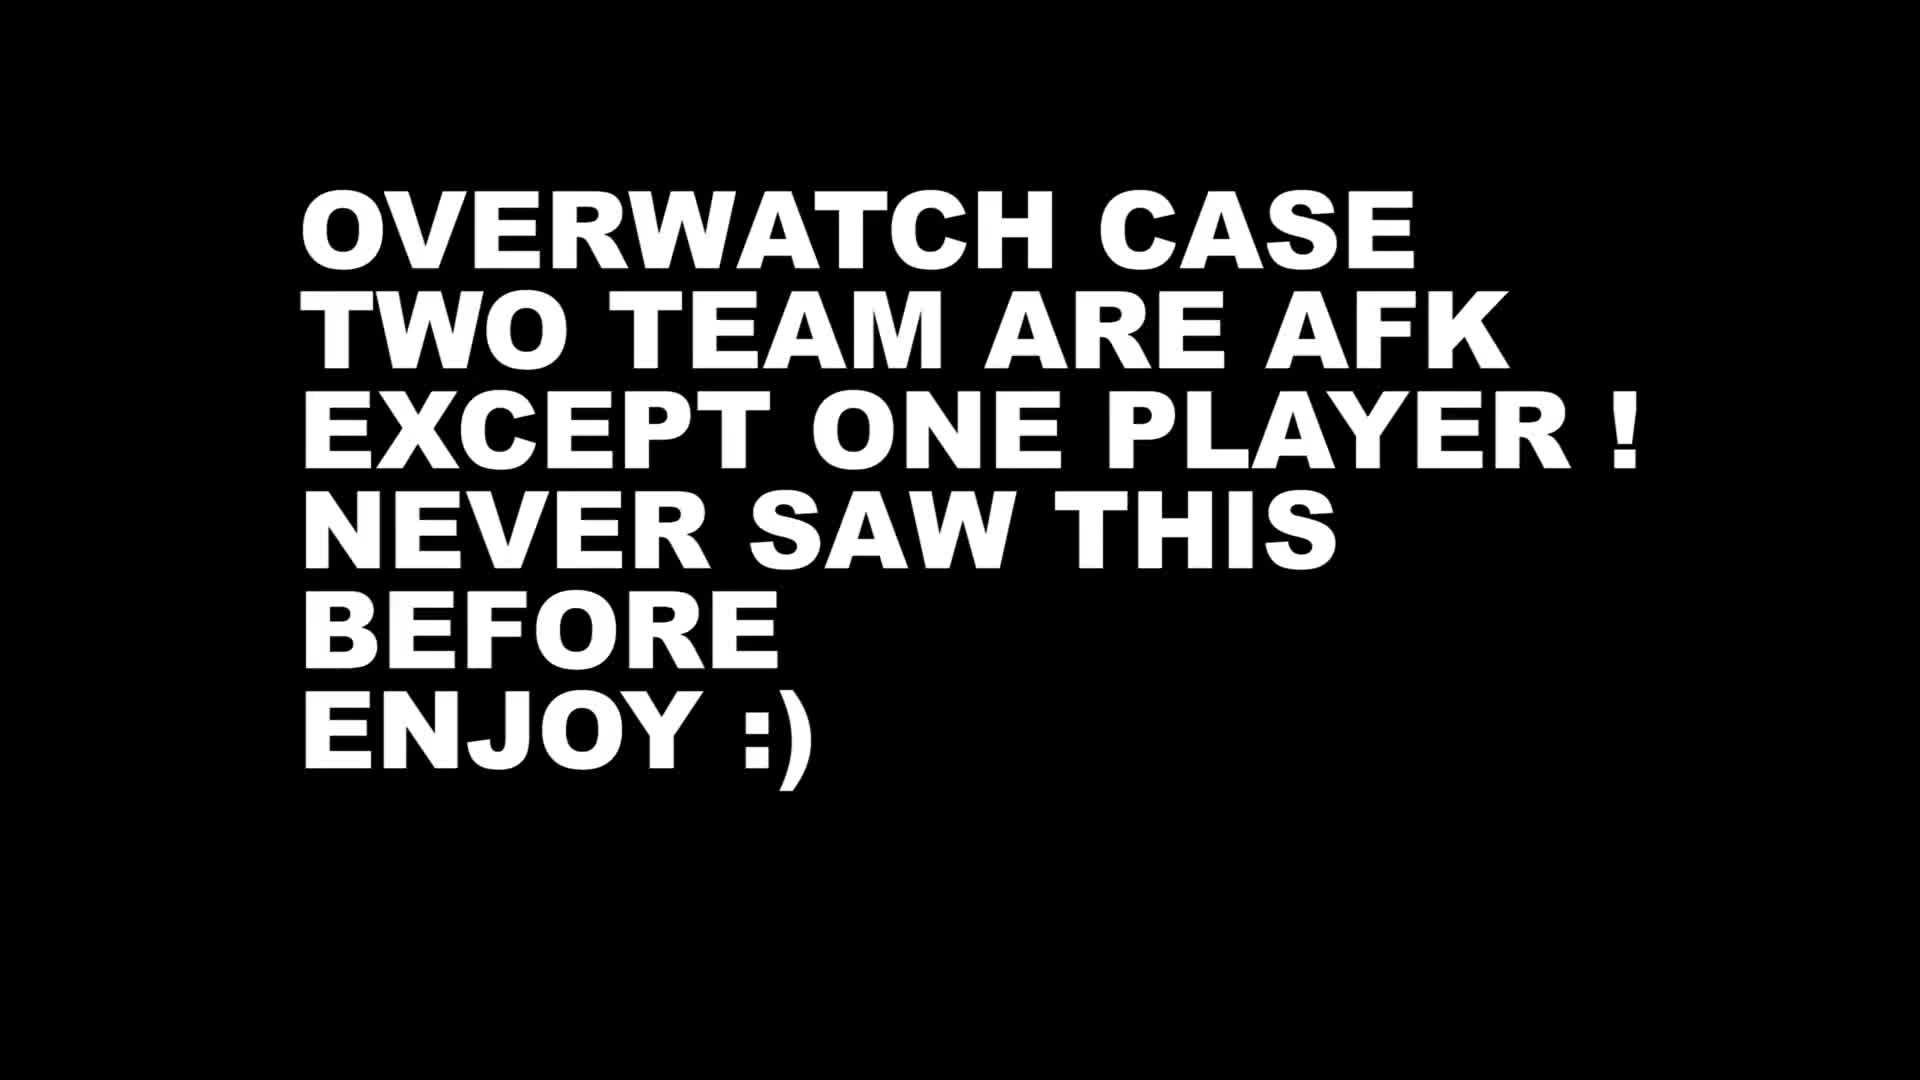 OVERWATCH CASE
TWO TEAM ARE AFK
EXCEPT ONE PLAYER !
NEVER SAW THIS
BEFORE
ENJOY :)